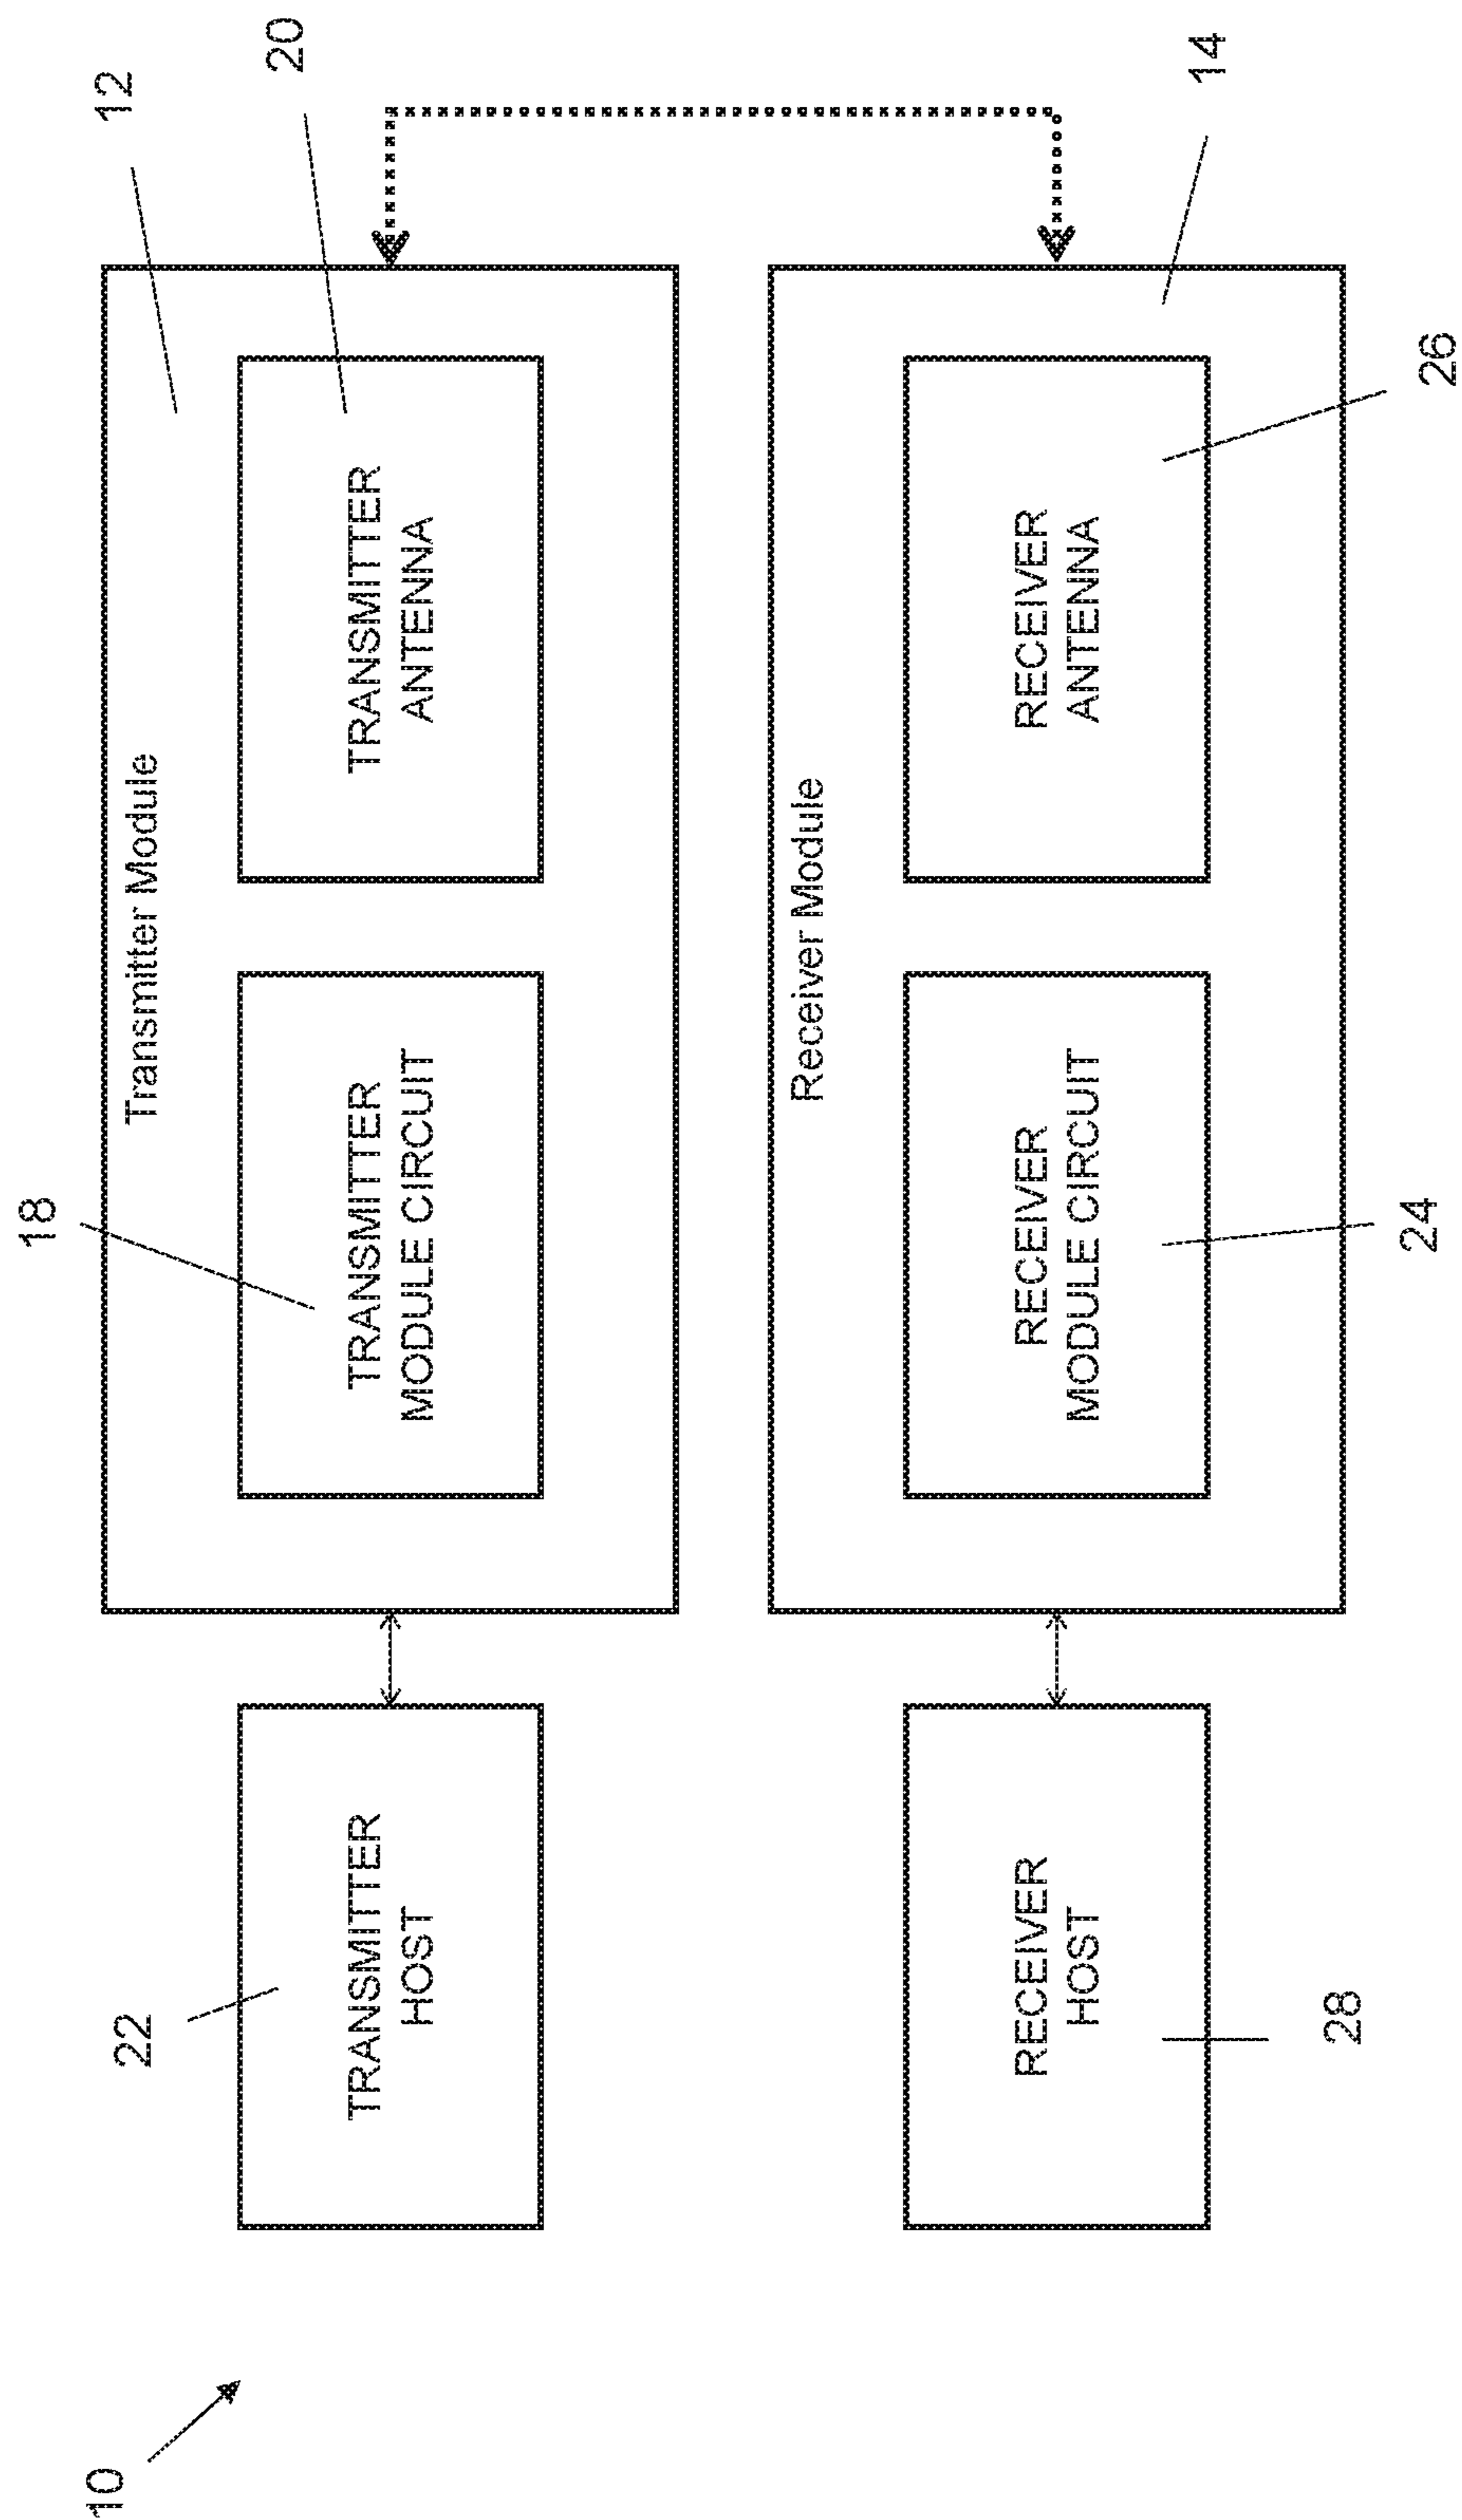 10
22
TRANSMITTER
HOST
18
Transmitter Module
TRANSMITTER
MODULE CIRCUIT
12
20
TRANSMITTER
ANTENNA
RECEIVER
HOST
28
Receiver Module
RECEIVER
MODULE CIRCUIT
24
RECEIVER
ANTENNA
26
14